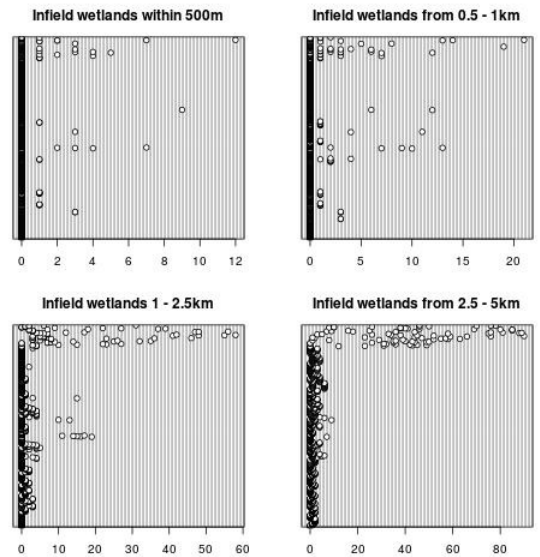 Infield wetlands within 500m
Infield wetlands from 0.5 - 1km
0 2 4 6 8 10 12
0 5 10 15 20
Infield wetlands 1 - 2.5km
Infield wetlands from 2.5 - 5km
0 10 20 30 40 50 60
0 20 40 60 80